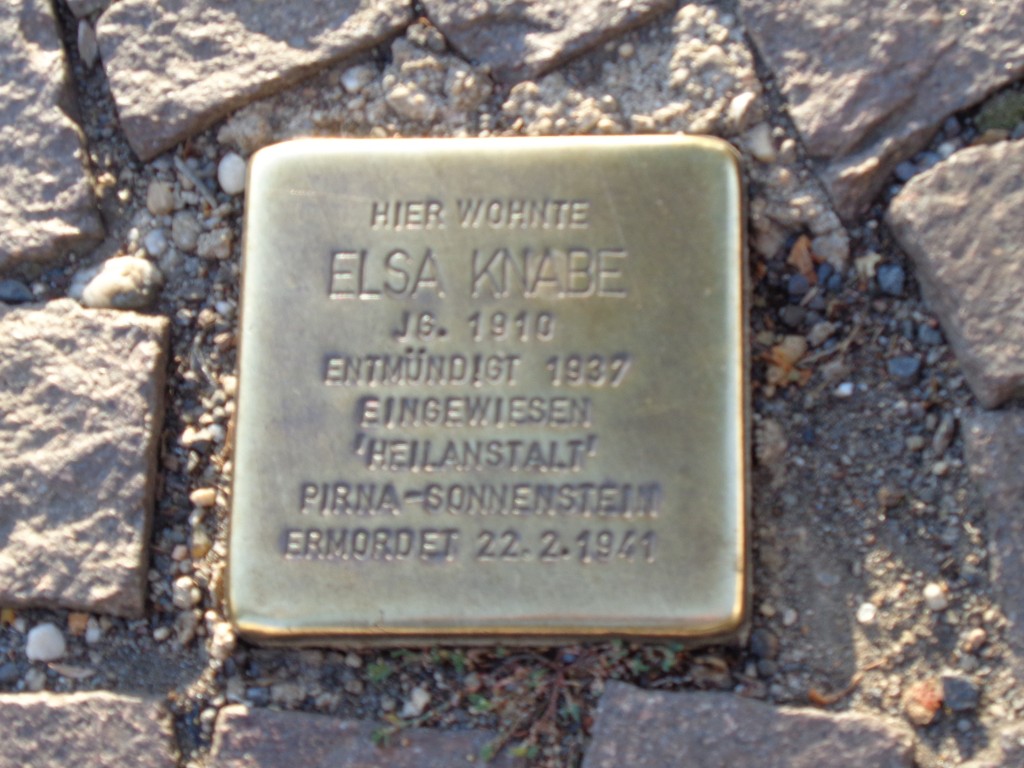 HIER WOHNTE
ELSA KNABE
JG. 1910
ENTMÜNDIGT 1937
EINGEWIESEN
'HEILANSTALT'
PIRNA-SONNENSTEIN
ERMORDET 22.2.1941